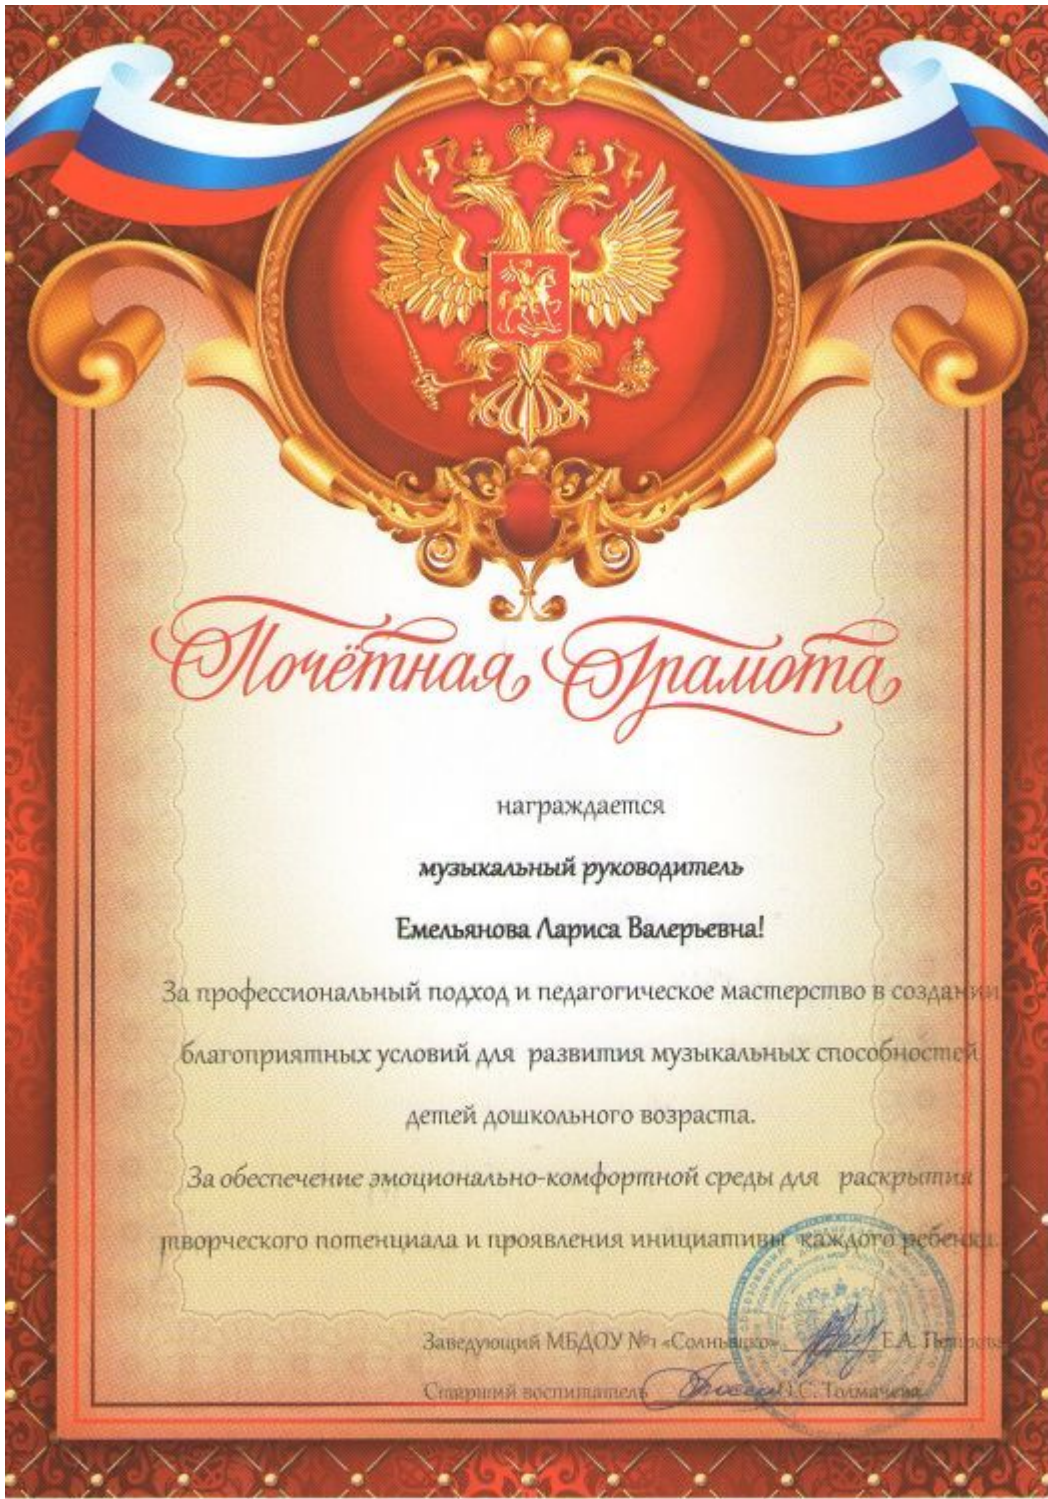 Почётная Грамота
награждается
музыкальный руководитель
Емельянова Лариса Валерьевна!
За профессиональный подход и педагогическое мастерство в создании
благоприятных условий для развития музыкальных способностей
детей дошкольного возраста.
За обеспечение эмоционально-комфортной среды для раскрытия
творческого потенциала и проявления инициативы каждого ребенка.
Заведующий МБДОУ №1 «Солнышко» Е.А.
Старший воспитатель Толмачева